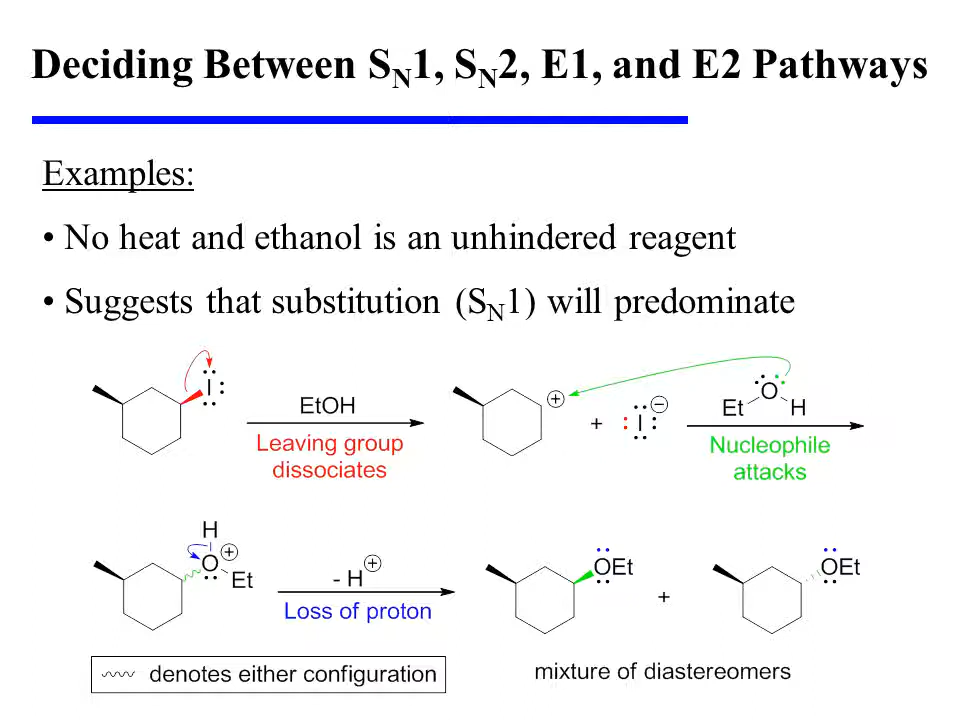 Deciding Between SN1, SN2, E1, and E2 Pathways
Examples:
• No heat and ethanol is an unhindered reagent
• Suggests that substitution (SN1) will predominate
I
EtOH
Leaving group
dissociates
+
+
I
−
Et
O
H
Nucleophile
attacks
H
O
+
Et
- H
+
Loss of proton
OEt
+
OEt
denotes either configuration
mixture of diastereomers